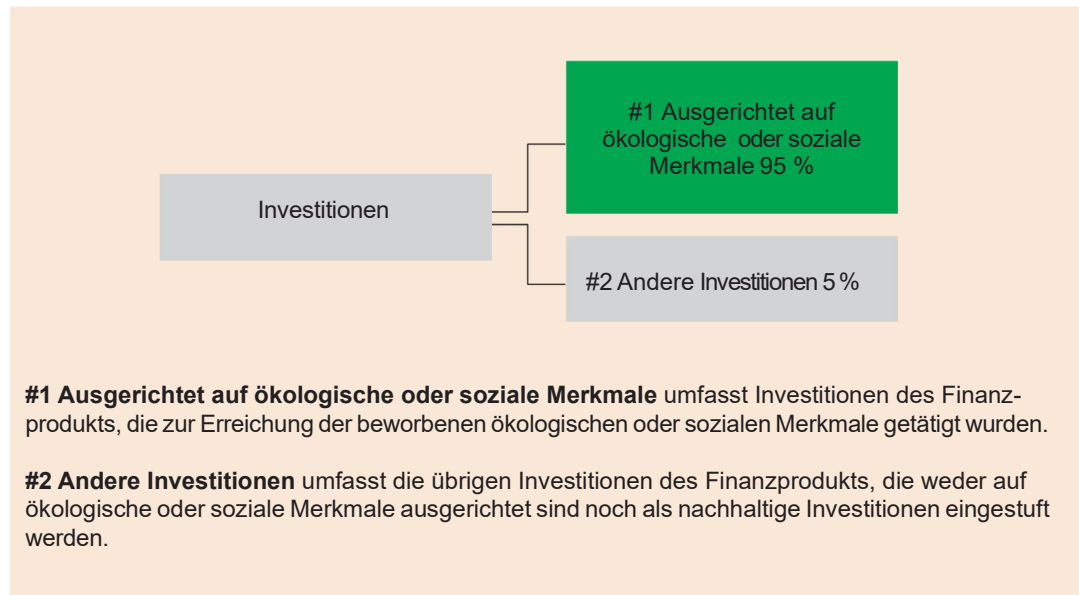 #1 Ausgerichtet auf
ökologische oder soziale
Merkmale 95 %
Investitionen
#2 Andere Investitionen 5 %
#1 Ausgerichtet auf ökologische oder soziale Merkmale umfasst Investitionen des Finanz-
produkts, die zur Erreichung der beworbenen ökologischen oder sozialen Merkmale getätigt wurden.
#2 Andere Investitionen umfasst die übrigen Investitionen des Finanzprodukts, die weder auf
ökologische oder soziale Merkmale ausgerichtet sind noch als nachhaltige Investitionen eingestuft
werden.